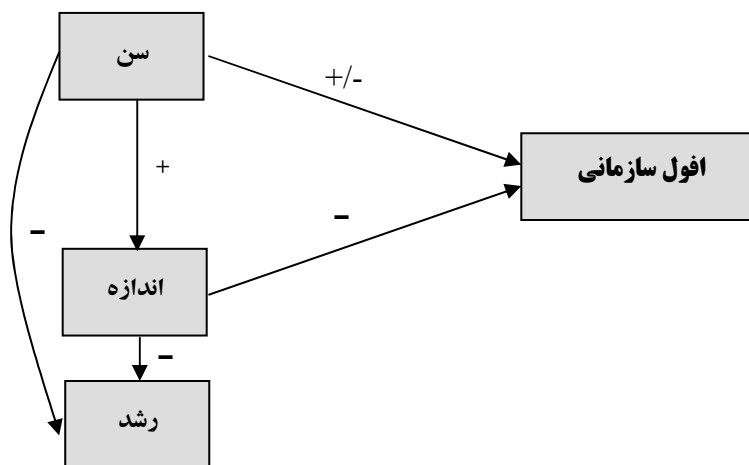 سن
+/-
افول سازمانی
+
–
–
اندازه
–
رشد